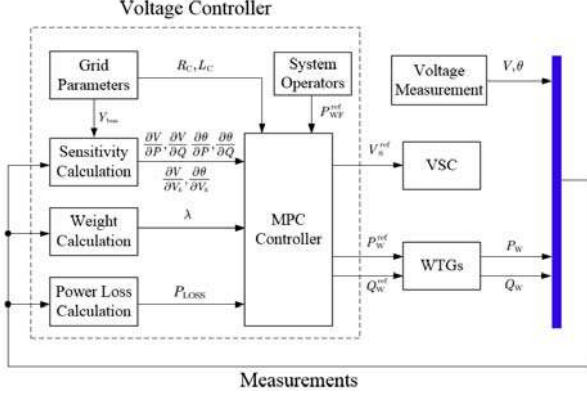 Voltage Controller
Grid
Parameters
R_C, L_C
System
Operators
Voltage
Measurement
V, θ
Y_bus
P_WF^ref
Sensitivity
Calculation
∂V/∂P, ∂V/∂Q, ∂θ/∂P, ∂θ/∂Q
∂V/∂V_s, ∂θ/∂V_s
V_s^ref
VSC
Weight
Calculation
λ
MPC
Controller
P_W^ref
Q_W^ref
WTGs
P_W
Q_W
Power Loss
Calculation
P_LOSS
Measurements